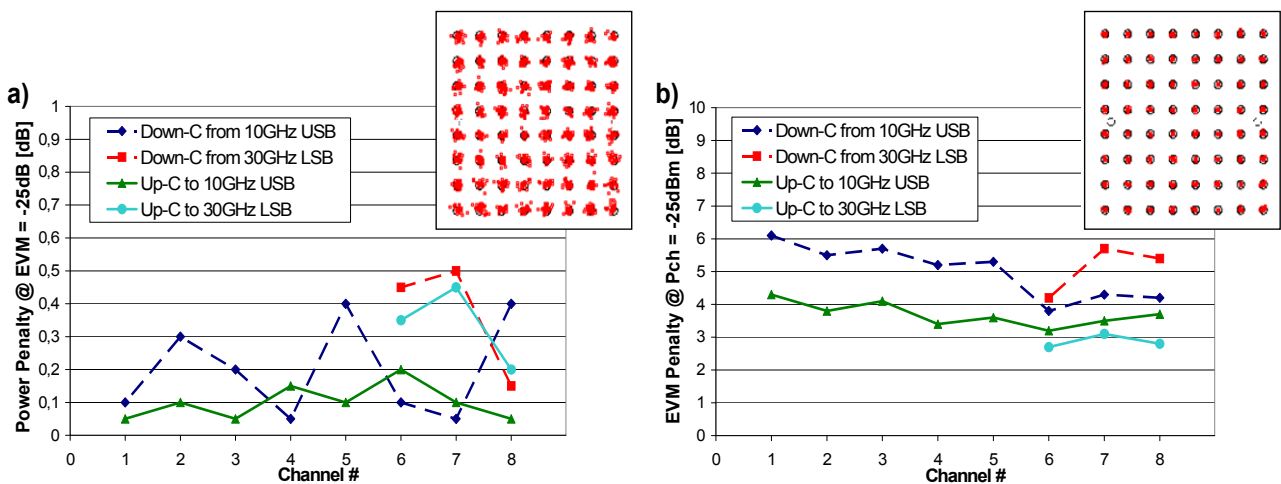 a)
Power Penalty @ EVM = -25dB [dB]
1
0,9
0,8
0,7
0,6
0,5
0,4
0,3
0,2
0,1
0
Down-C from 10GHz USB
Down-C from 30GHz LSB
Up-C to 10GHz USB
Up-C to 30GHz LSB
0 1 2 3 4 5 6 7 8
Channel #
b)
EVM Penalty @ Pch = -25dBm [dB]
10
9
8
7
6
5
4
3
2
1
0
Down-C from 10GHz USB
Down-C from 30GHz LSB
Up-C to 10GHz USB
Up-C to 30GHz LSB
0 1 2 3 4 5 6 7 8
Channel #